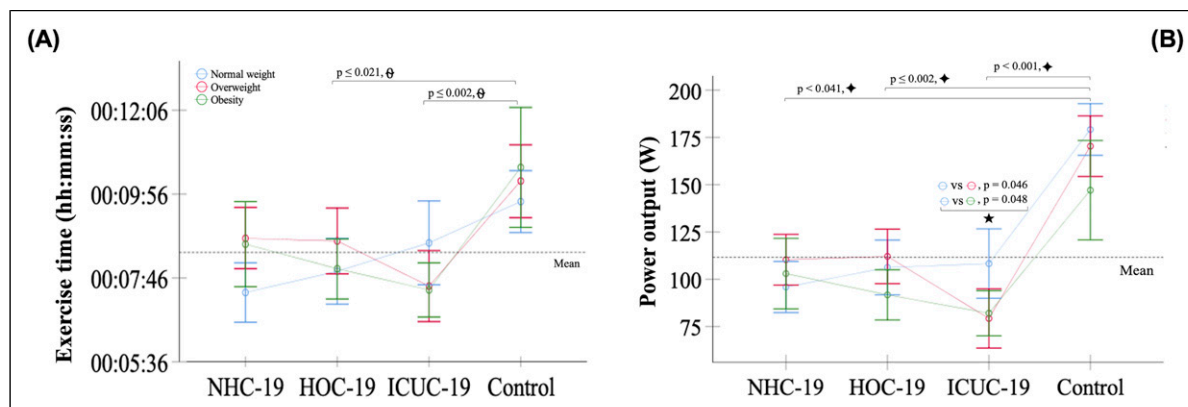 (A)
Normal weight
Overweight
Obesity
p ≤ 0.021, ỻ
p ≤ 0.002, ỻ
Exercise time (hh:mm:ss)
00:12:06
00:09:56
00:07:46
00:05:36
Mean
NHC-19 HOC-19 ICUC-19 Control
(B)
p < 0.001, ✦
p ≤ 0.002, ✦
p < 0.041, ✦
vs , p = 0.046
vs , p = 0.048
★
Power output (W)
200
175
150
125
100
75
Mean
NHC-19 HOC-19 ICUC-19 Control